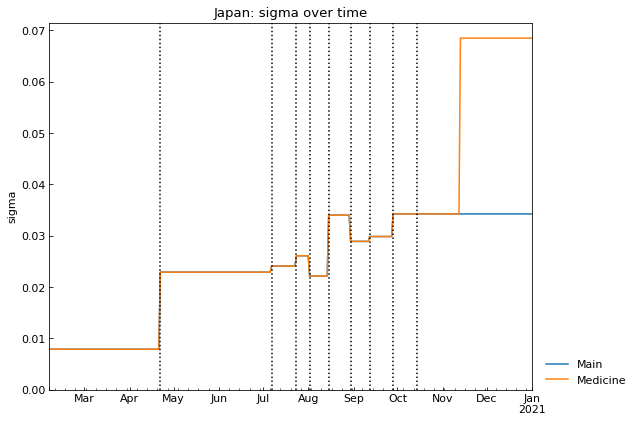 Japan: sigma over time
0.07
0.06
0.05
0.04
0.03
0.02
0.01
0.00
sigma
Mar Apr May Jun Jul Aug Sep Oct Nov Dec Jan
2021
Main
Medicine